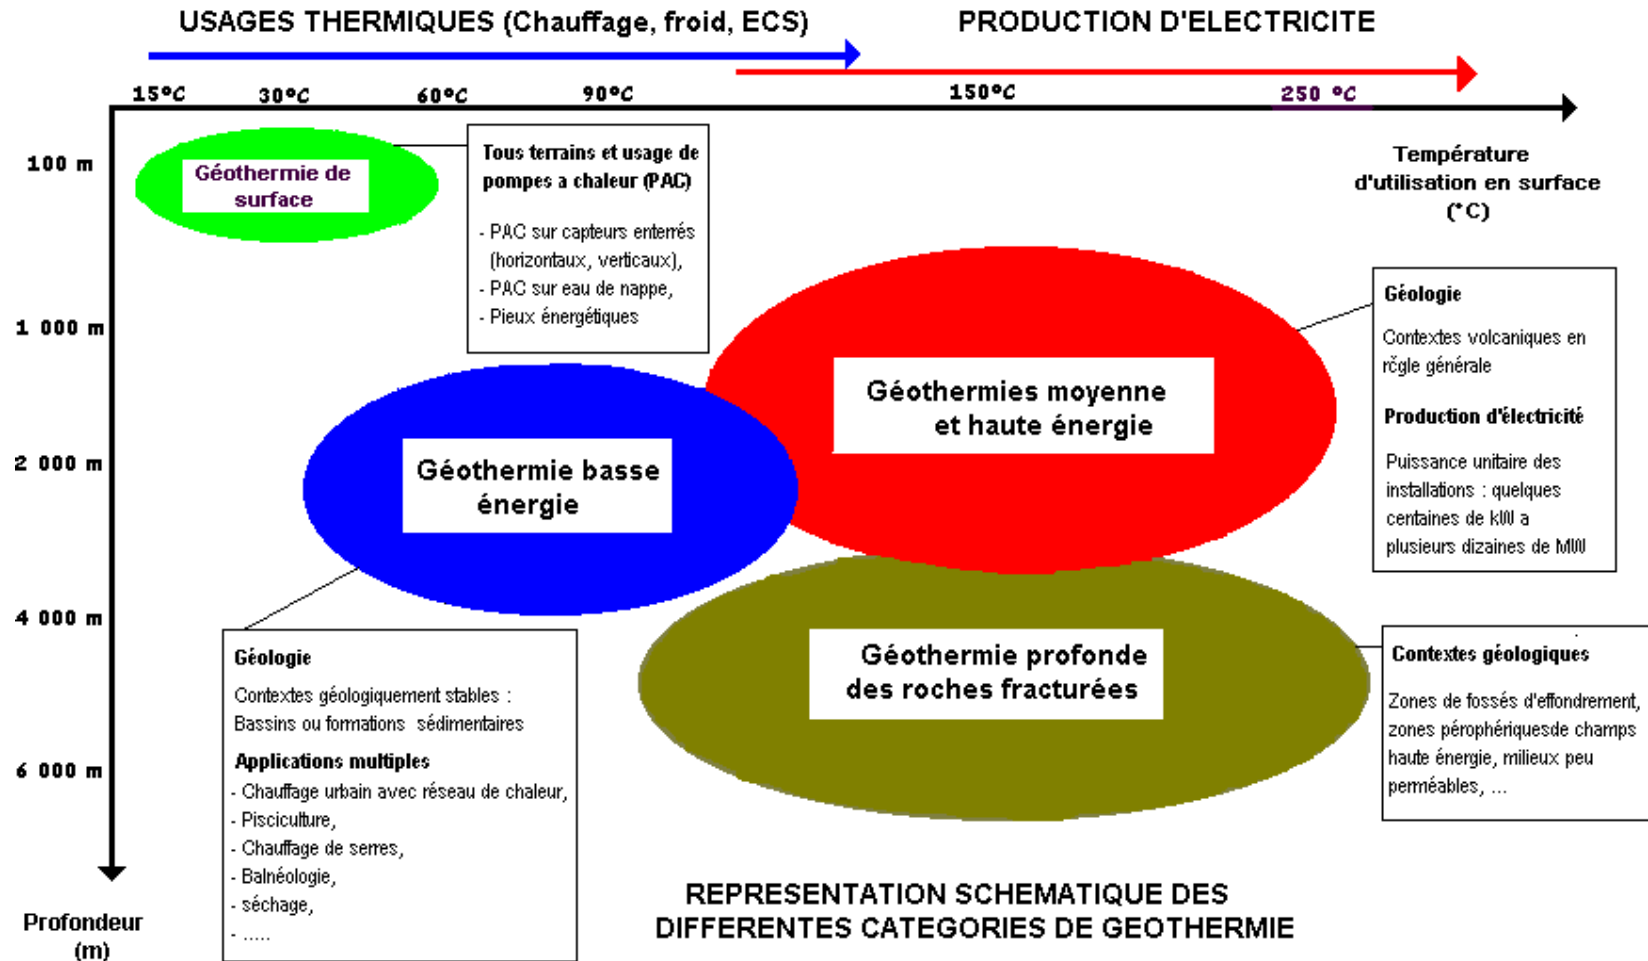 USAGES THERMIQUES (Chauffage, froid, ECS)
PRODUCTION D'ELECTRICITE
15°C
30°C
60°C
90°C
150°C
250 °C
Température
d'utilisation en surface
(°C)
100 m
1 000 m
2 000 m
4 000 m
6 000 m
Profondeur
(m)
Géothermie de
surface
Tous terrains et usage de
pompes a chaleur (PAC)
- PAC sur capteurs enterrés
(horizontaux, verticaux),
- PAC sur eau de nappe,
- Pieux énergétiques
Géothermies moyenne
et haute énergie
Géologie
Contextes volcaniques en
rčgle générale
Production d'électricité
Puissance unitaire des
installations : quelques
centaines de kW a
plusieurs dizaines de MW
Géothermie basse
énergie
Géologie
Contextes géologiquement stables :
Bassins ou formations sédimentaires
Applications multiples
- Chauffage urbain avec réseau de chaleur,
- Pisciculture,
- Chauffage de serres,
- Balnéologie,
- séchage,
- .....
Géothermie profonde
des roches fracturées
Contextes géologiques
Zones de fossés d'effondrement,
zones pérophériquesde champs
haute énergie, milieux peu
perméables, ...
REPRESENTATION SCHEMATIQUE DES
DIFFERENTES CATEGORIES DE GEOTHERMIE